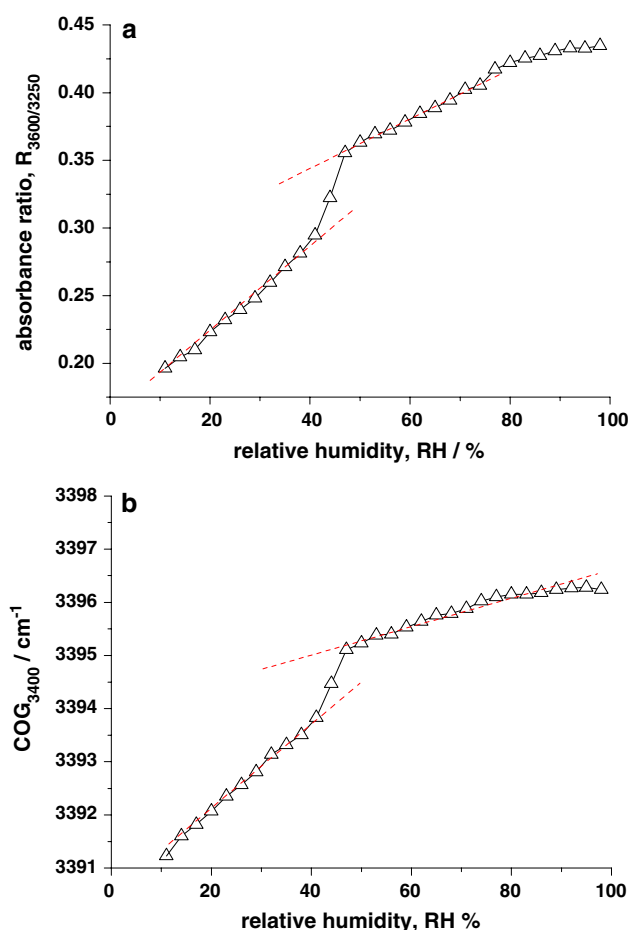 a
0.45
0.40
0.35
0.30
0.25
0.20
absorbance ratio, R3600/3250
0 20 40 60 80 100
relative humidity, RH / %
b
3398
3397
3396
3395
3394
3393
3392
3391
COG3400 / cm-1
0 20 40 60 80 100
relative humidity, RH %